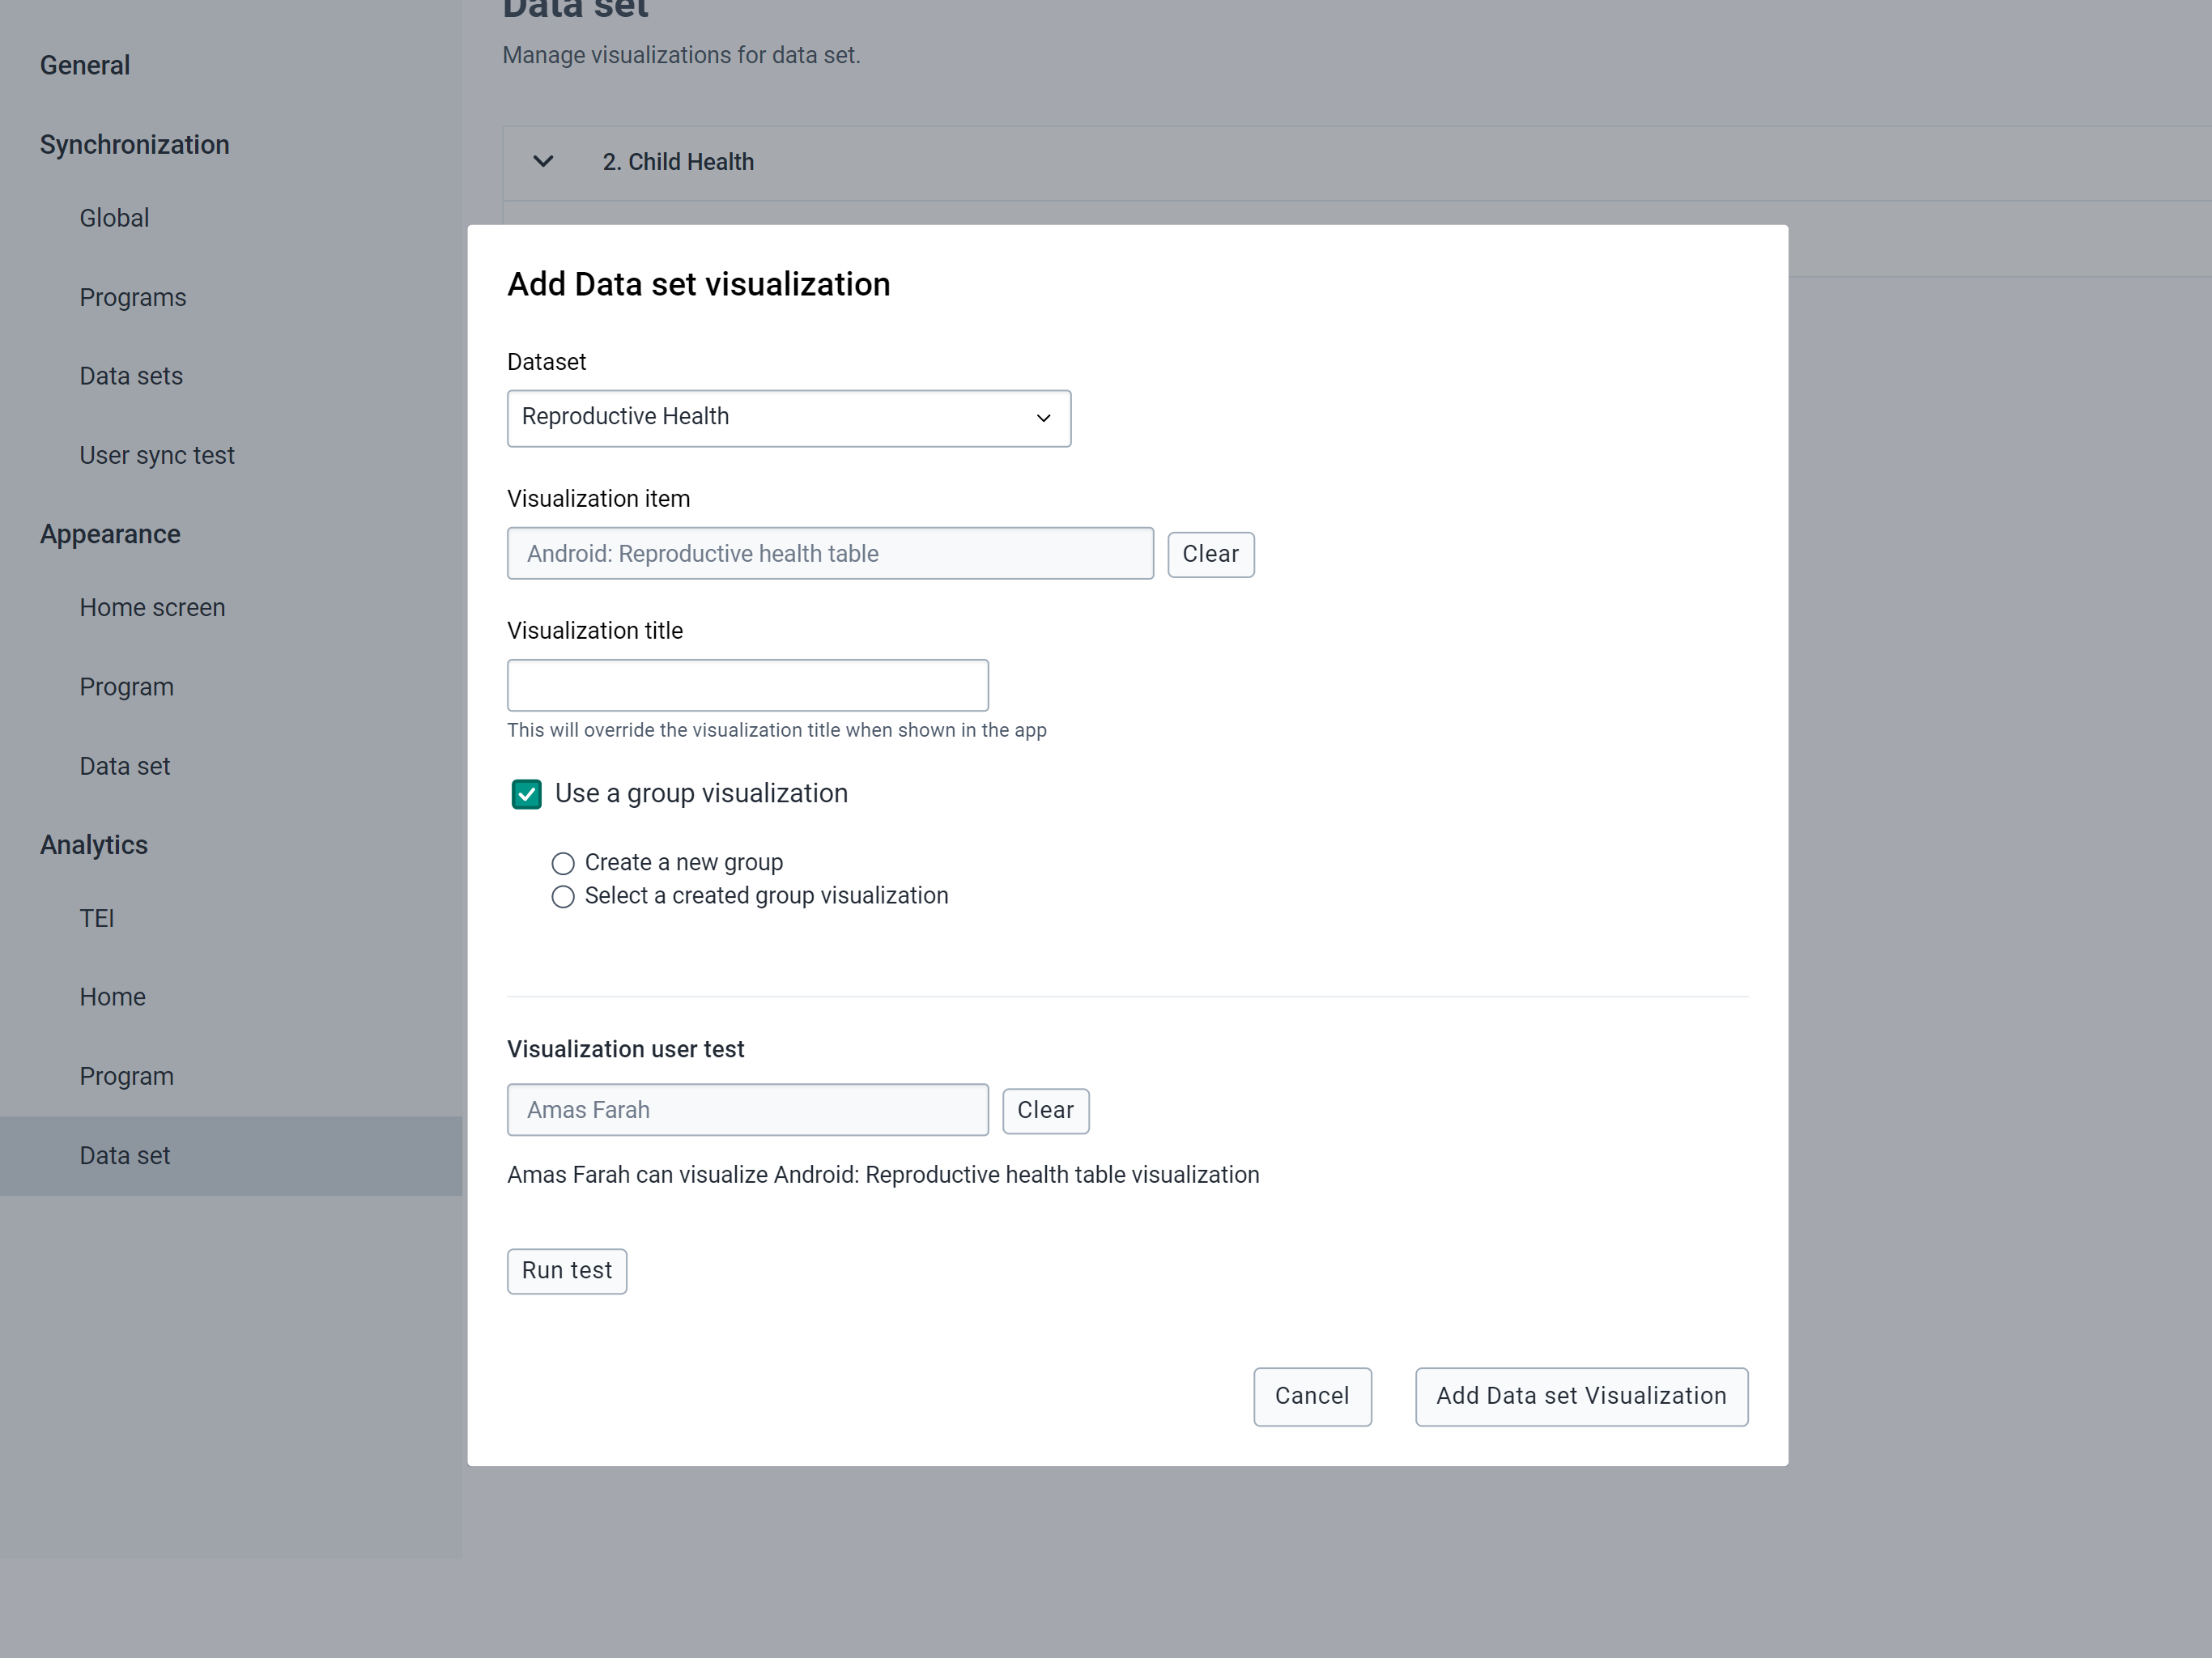 Data set
Manage visualizations for data set.
General
Synchronization
Global
Programs
Data sets
User sync test
Appearance
Home screen
Program
Data set
Analytics
TEI
Home
Program
Data set
2. Child Health
Add Data set visualization
Dataset
Reproductive Health
Visualization item
Android: Reproductive health table
Clear
Visualization title
This will override the visualization title when shown in the app
Use a group visualization
Create a new group
Select a created group visualization
Visualization user test
Amas Farah
Clear
Amas Farah can visualize Android: Reproductive health table visualization
Run test
Cancel
Add Data set Visualization